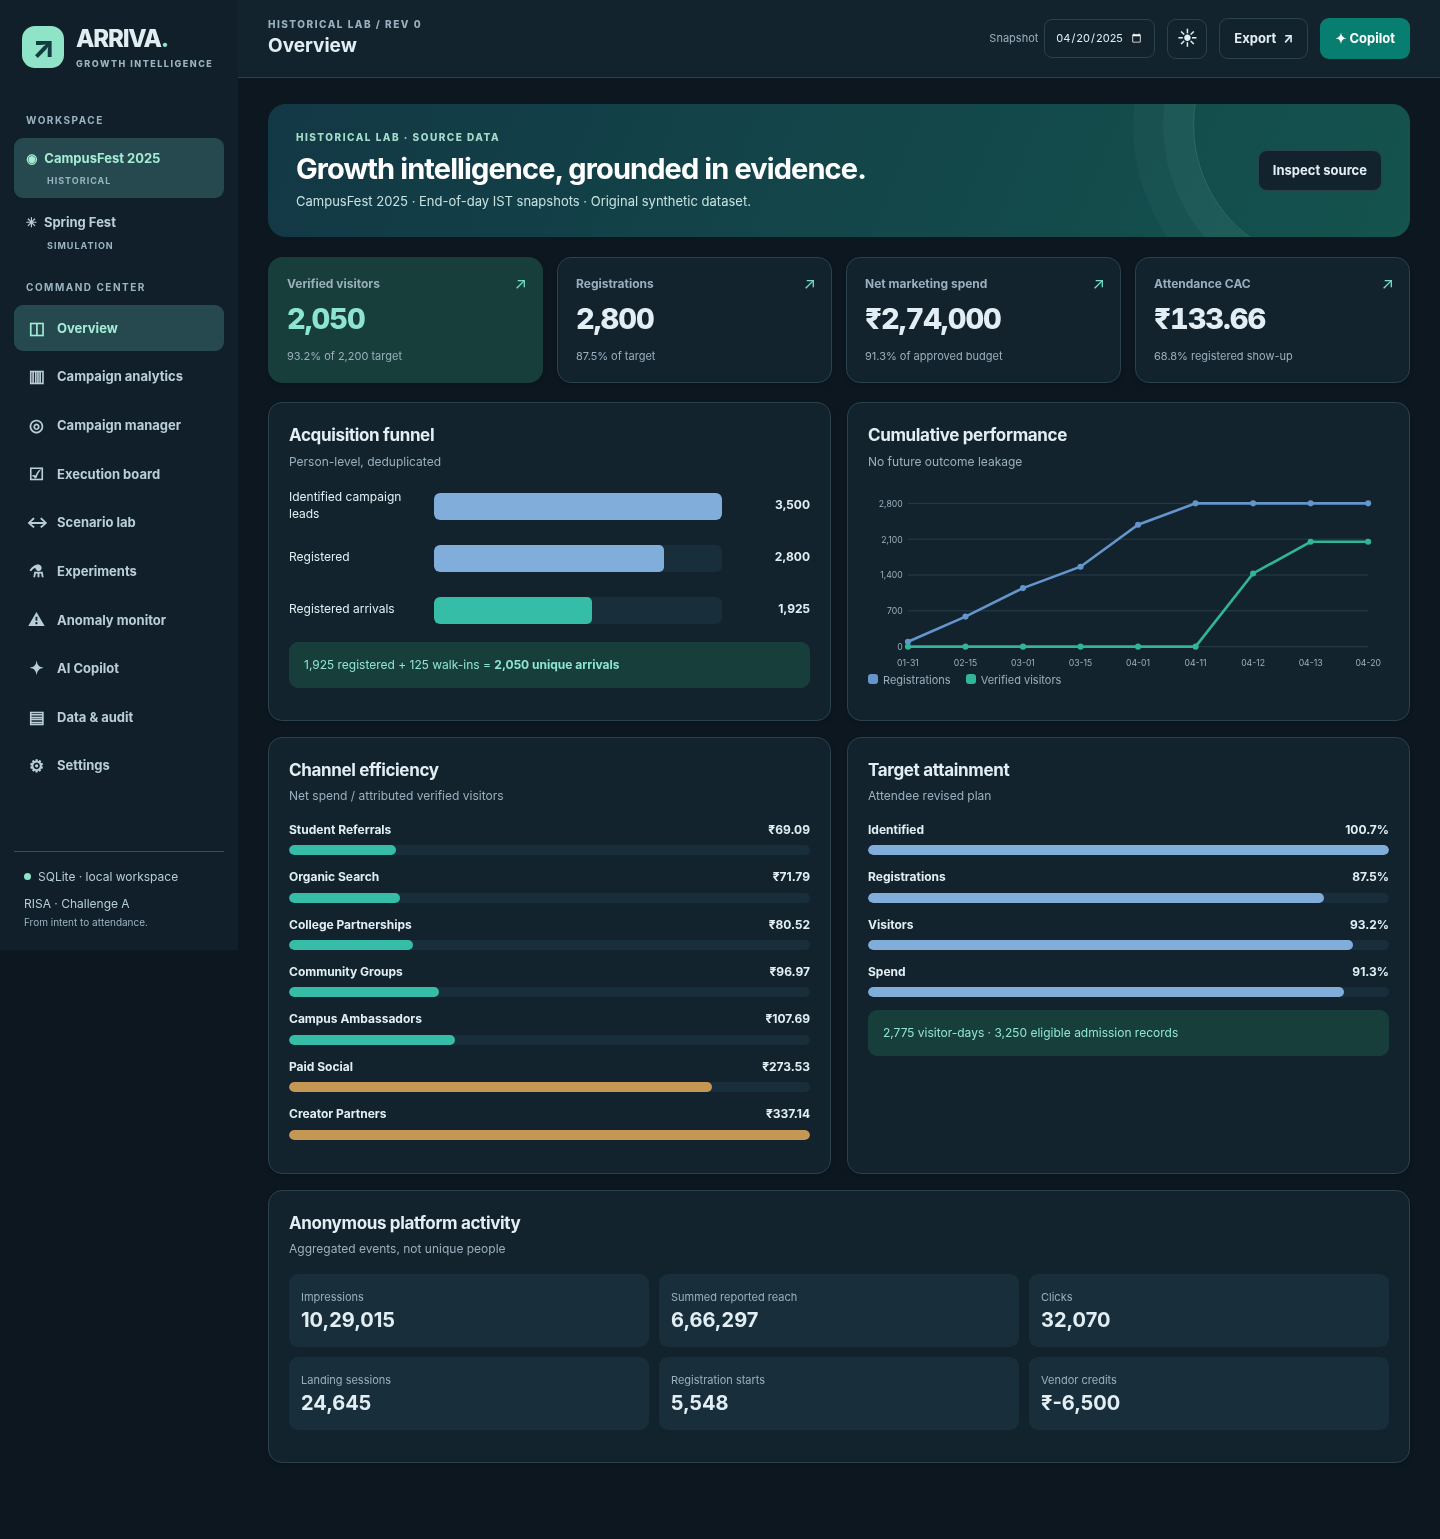 ARRIVA.
GROWTH INTELLIGENCE
WORKSPACE
CampusFest 2025
HISTORICAL
Spring Fest
SIMULATION
COMMAND CENTER
Overview
Campaign analytics
Campaign manager
Execution board
Scenario lab
Experiments
Anomaly monitor
AI Copilot
Data & audit
Settings
SQLite · local workspace
RISA · Challenge A
From intent to attendance.
HISTORICAL LAB / REV 0
Overview
Snapshot 04/20/2025
Export ↗
✦ Copilot
HISTORICAL LAB · SOURCE DATA
Growth intelligence, grounded in evidence.
CampusFest 2025 · End-of-day IST snapshots · Original synthetic dataset.
Inspect source
Verified visitors ↗
2,050
93.2% of 2,200 target
Registrations ↗
2,800
87.5% of target
Net marketing spend ↗
₹2,74,000
91.3% of approved budget
Attendance CAC ↗
₹133.66
68.8% registered show-up
Acquisition funnel
Person-level, deduplicated
Identified campaign
leads
3,500
Registered 2,800
Registered arrivals 1,925
1,925 registered + 125 walk-ins = 2,050 unique arrivals
Cumulative performance
No future outcome leakage
2,800
2,100
1,400
700
0
01-31 02-15 03-01 03-15 04-01 04-11 04-12 04-13 04-20
Registrations Verified visitors
Channel efficiency
Net spend / attributed verified visitors
Student Referrals ₹69.09
Organic Search ₹71.79
College Partnerships ₹80.52
Community Groups ₹96.97
Campus Ambassadors ₹107.69
Paid Social ₹273.53
Creator Partners ₹337.14
Target attainment
Attendee revised plan
Identified 100.7%
Registrations 87.5%
Visitors 93.2%
Spend 91.3%
2,775 visitor-days · 3,250 eligible admission records
Anonymous platform activity
Aggregated events, not unique people
Impressions
10,29,015
Summed reported reach
6,66,297
Clicks
32,070
Landing sessions
24,645
Registration starts
5,548
Vendor credits
₹-6,500